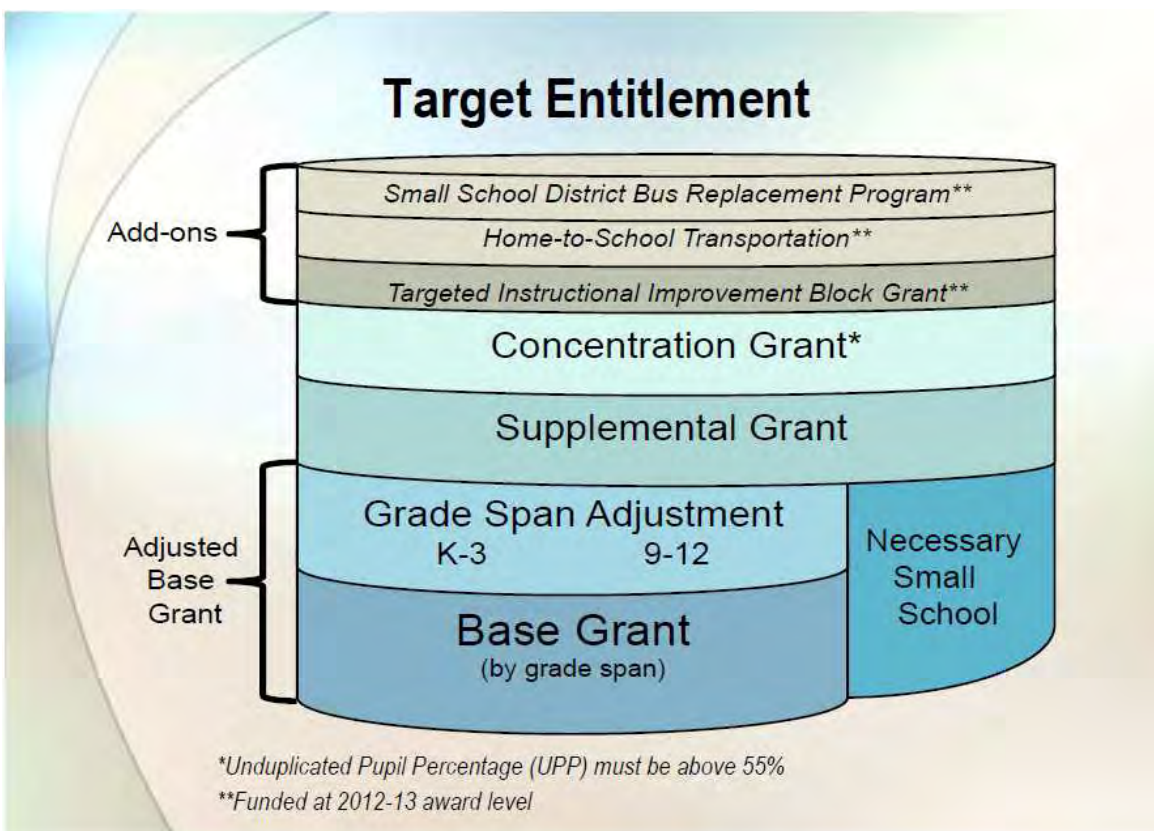 Target Entitlement
Add-ons
Small School District Bus Replacement Program**
Home-to-School Transportation**
Targeted Instructional Improvement Block Grant**
Concentration Grant*
Supplemental Grant
Adjusted
Base
Grant
Grade Span Adjustment
K-3 9-12
Base Grant
(by grade span)
Necessary
Small
School
*Unduplicated Pupil Percentage (UPP) must be above 55%
**Funded at 2012-13 award level